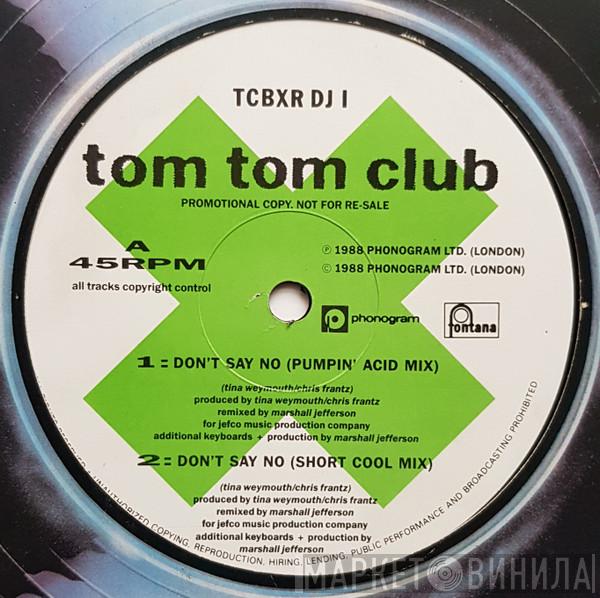 TCBXR DJ 1
tom tom club
PROMOTIONAL COPY. NOT FOR RE-SALE
A
45RPM
all tracks copyright control
℗ 1988 PHONOGRAM LTD. (LONDON)
© 1988 PHONOGRAM LTD. (LONDON)
phonogram
fontana
1 = DON'T SAY NO (PUMPIN' ACID MIX)
(tina weymouth/chris frantz)
produced by tina weymouth/chris frantz
remixed by marshall jefferson
for jefco music production company
additional keyboards + production by marshall jefferson
2 = DON'T SAY NO (SHORT COOL MIX)
(tina weymouth/chris frantz)
produced by tina weymouth/chris frantz
remixed by marshall jefferson
for jefco music production company
additional keyboards + production by
marshall jefferson
UNAUTHORIZED COPYING, REPRODUCTION, HIRING, LENDING, PUBLIC PERFORMANCE AND BROADCASTING PROHIBITED
МАРКЕТ ВИНИЛА